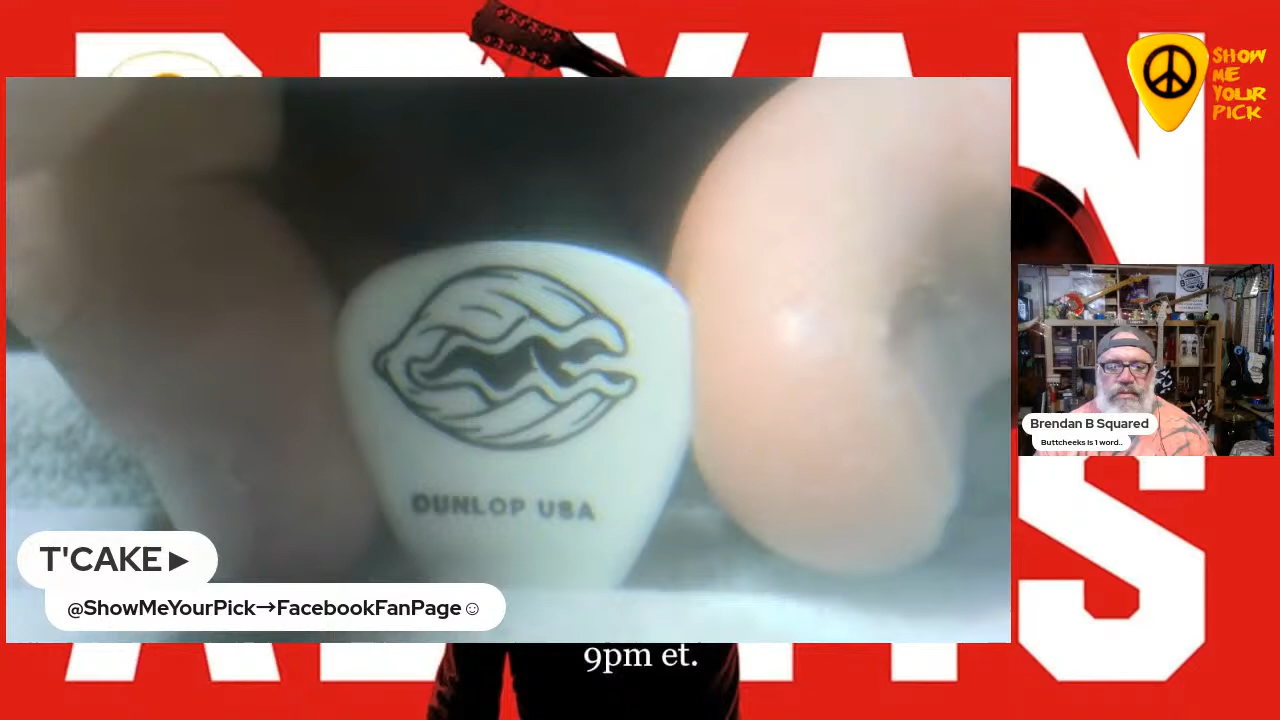 SHOW
ME
YOUR
PICK
DUNLOP USA
T'CAKE ▶
@ShowMeYourPick→FacebookFanPage☺
Brendan B Squared
Buttcheeks is 1 word..
9pm et.